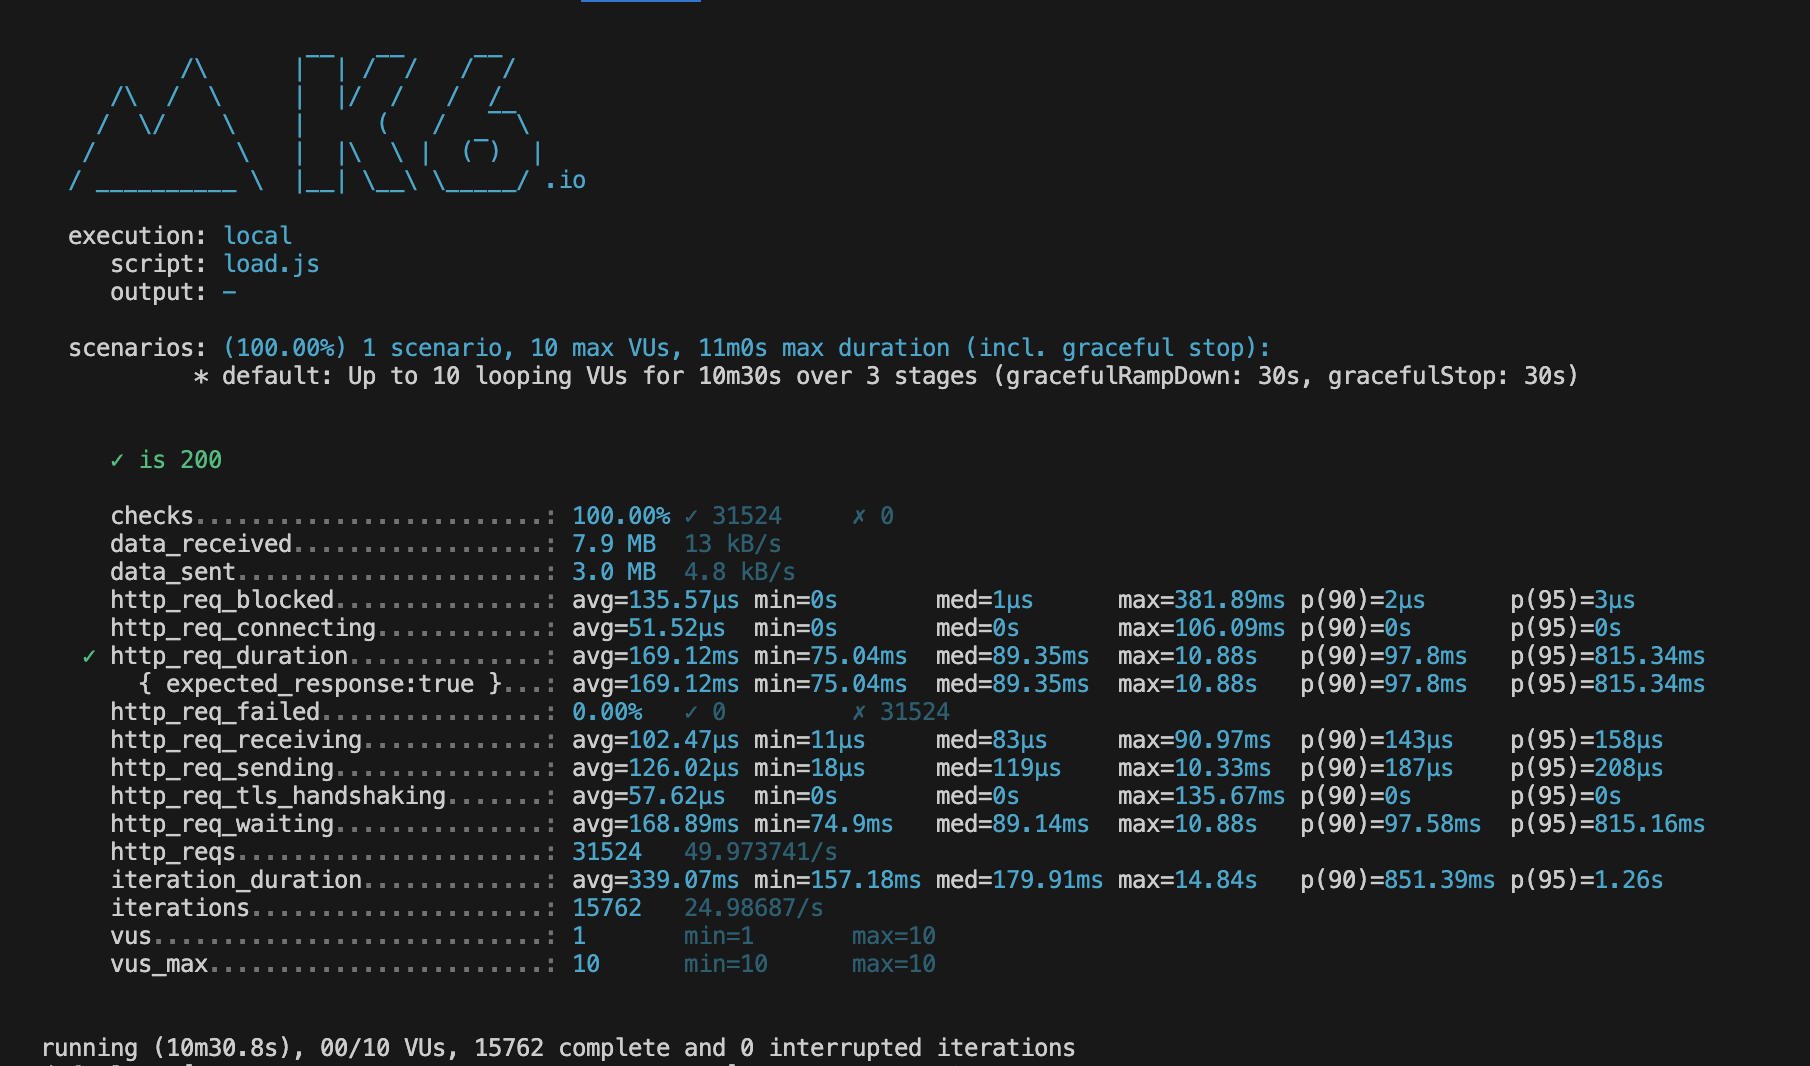 /\      |‾‾| /‾‾/   /‾‾/
     /\  /  \     |  |/  /   /  /
    /  \/    \    |     (   /   ‾‾\
   /          \   |  |\  \ |  (‾)  |
  / __________ \  |__| \__\ \_____/ .io

  execution: local
     script: load.js
     output: -

  scenarios: (100.00%) 1 scenario, 10 max VUs, 11m0s max duration (incl. graceful stop):
           * default: Up to 10 looping VUs for 10m30s over 3 stages (gracefulRampDown: 30s, gracefulStop: 30s)

     ✓ is 200

     checks.........................: 100.00% ✓ 31524     ✗ 0
     data_received..................: 7.9 MB  13 kB/s
     data_sent......................: 3.0 MB  4.8 kB/s
     http_req_blocked...............: avg=135.57µs min=0s       med=1µs      max=381.89ms p(90)=2µs      p(95)=3µs
     http_req_connecting............: avg=51.52µs  min=0s       med=0s       max=106.09ms p(90)=0s       p(95)=0s
   ✓ http_req_duration..............: avg=169.12ms min=75.04ms  med=89.35ms  max=10.88s   p(90)=97.8ms   p(95)=815.34ms
       { expected_response:true }...: avg=169.12ms min=75.04ms  med=89.35ms  max=10.88s   p(90)=97.8ms   p(95)=815.34ms
     http_req_failed................: 0.00%   ✓ 0         ✗ 31524
     http_req_receiving.............: avg=102.47µs min=11µs     med=83µs     max=90.97ms  p(90)=143µs    p(95)=158µs
     http_req_sending...............: avg=126.02µs min=18µs     med=119µs    max=10.33ms  p(90)=187µs    p(95)=208µs
     http_req_tls_handshaking.......: avg=57.62µs  min=0s       med=0s       max=135.67ms p(90)=0s       p(95)=0s
     http_req_waiting...............: avg=168.89ms min=74.9ms   med=89.14ms  max=10.88s   p(90)=97.58ms  p(95)=815.16ms
     http_reqs......................: 31524   49.973741/s
     iteration_duration.............: avg=339.07ms min=157.18ms med=179.91ms max=14.84s   p(90)=851.39ms p(95)=1.26s
     iterations.....................: 15762   24.98687/s
     vus............................: 1       min=1       max=10
     vus_max........................: 10      min=10      max=10

running (10m30.8s), 00/10 VUs, 15762 complete and 0 interrupted iterations